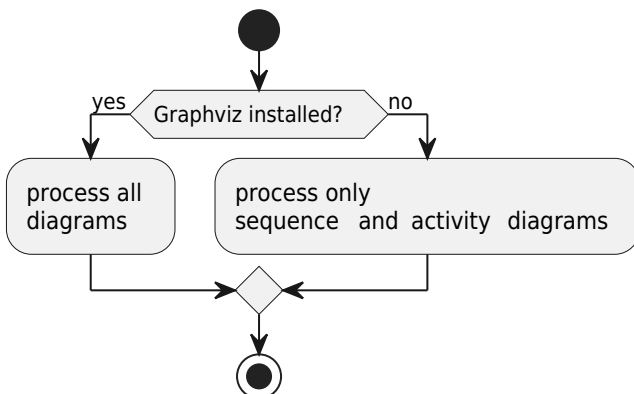 yes
Graphviz installed?
no
process all
diagrams
process only
sequence and activity diagrams